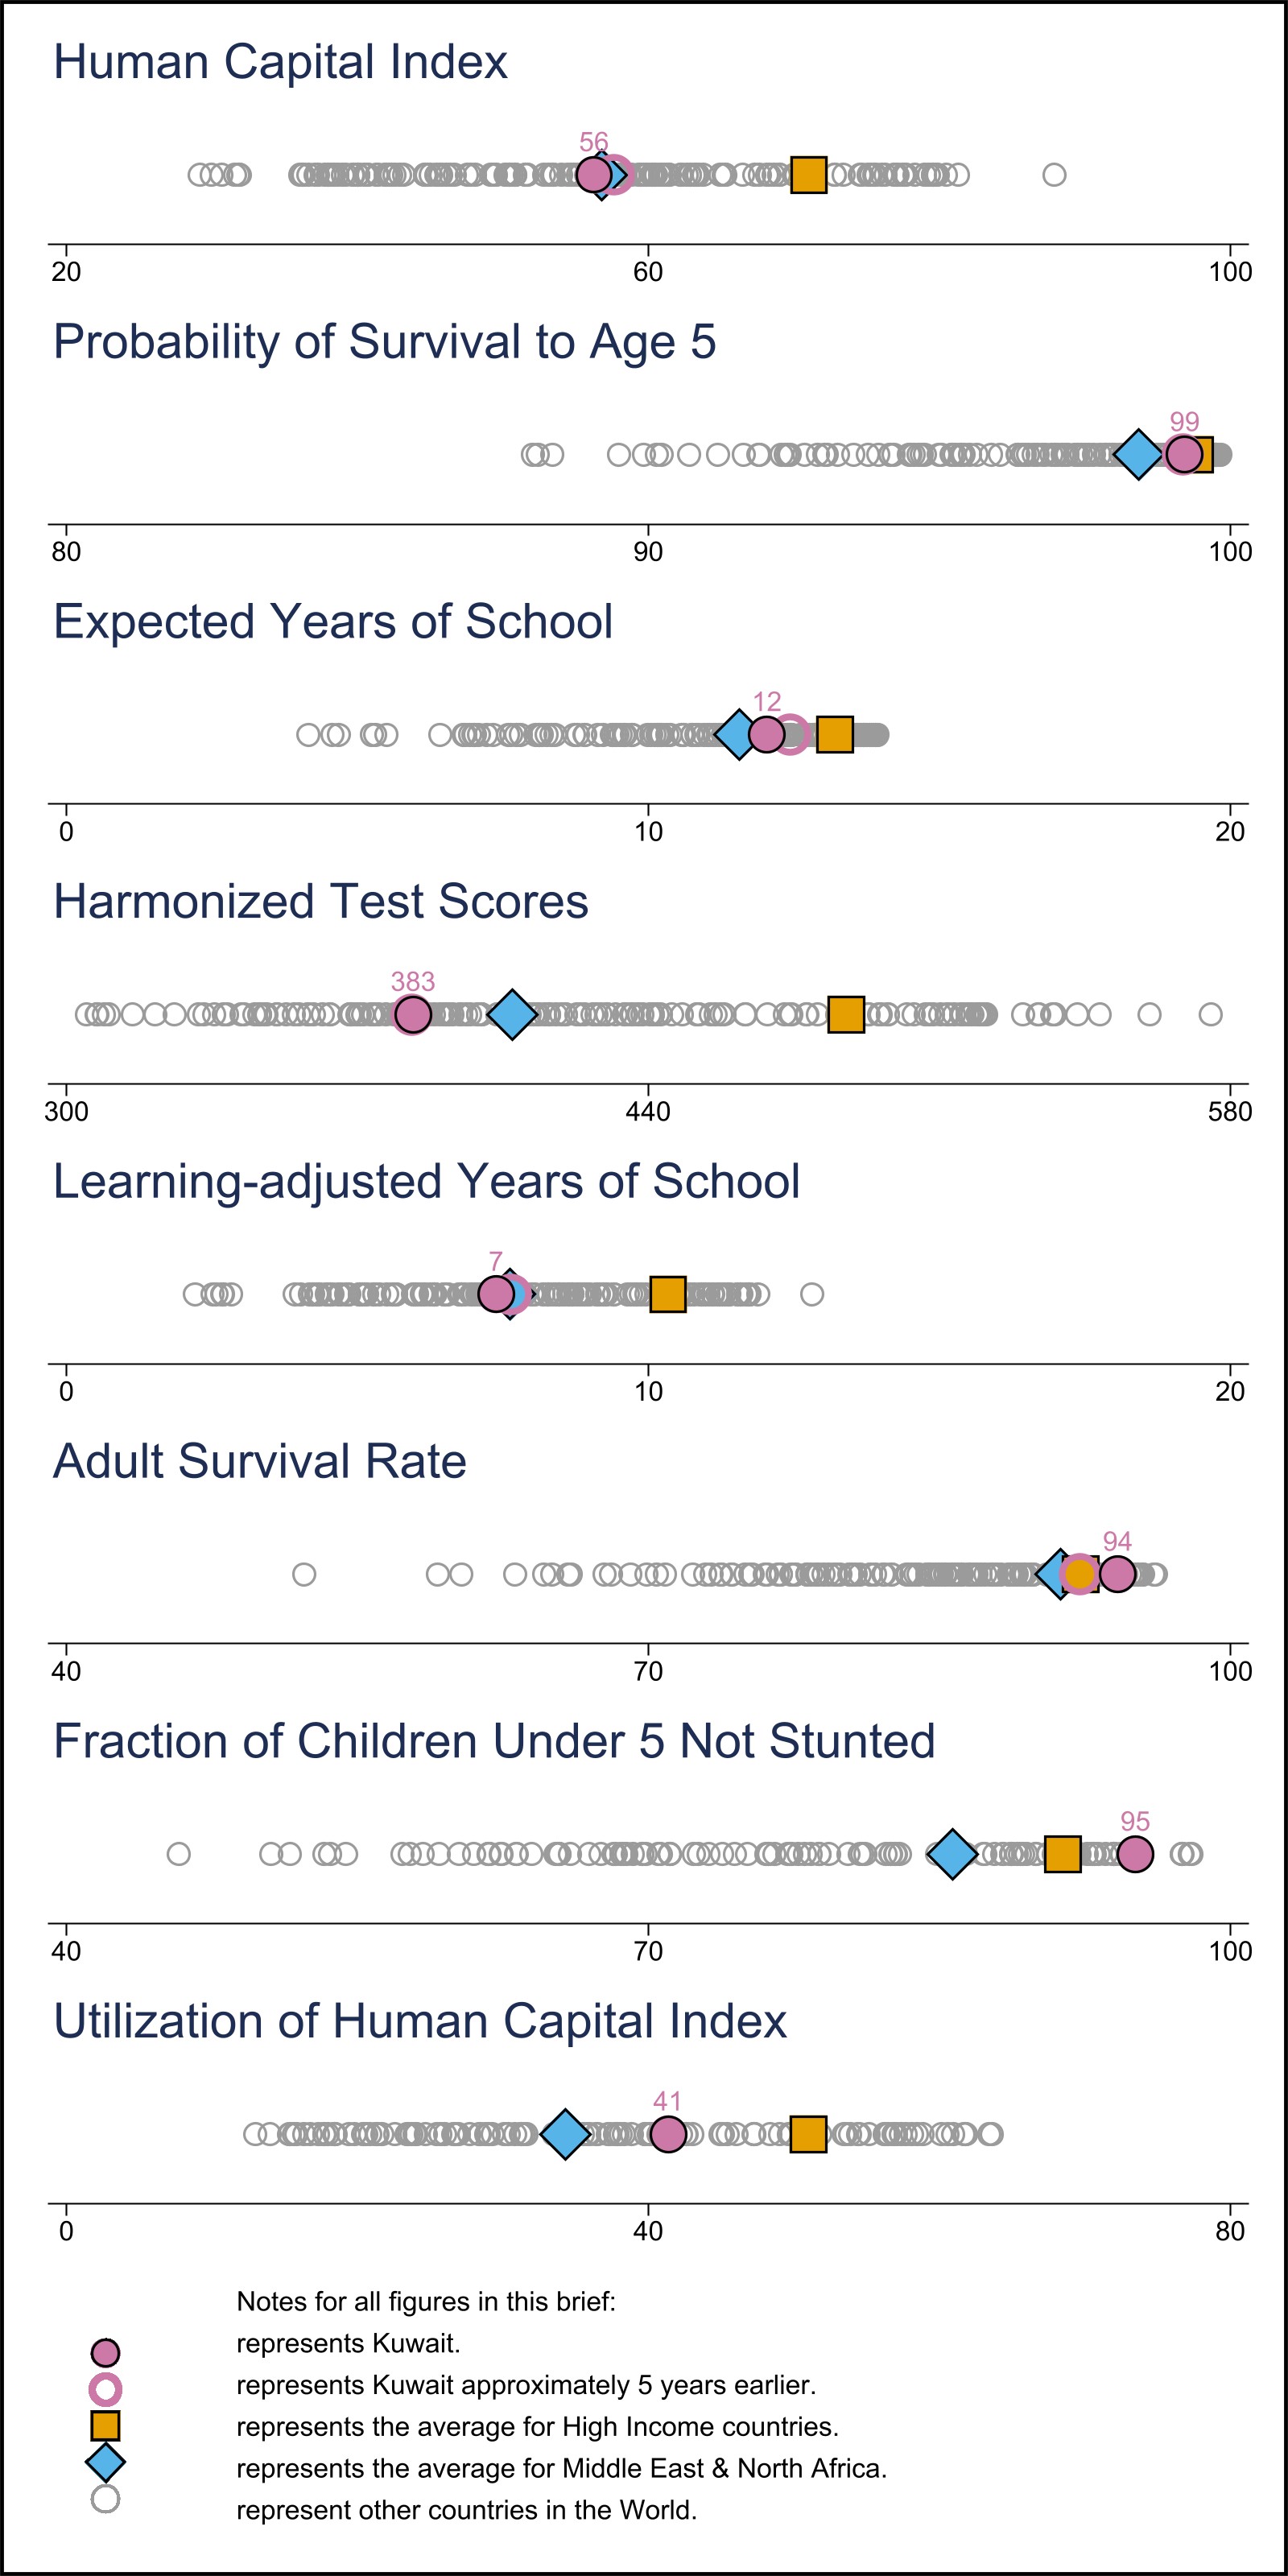 Human Capital Index
56
20 60 100
Probability of Survival to Age 5
99
80 90 100
Expected Years of School
12
0 10 20
Harmonized Test Scores
383
300 440 580
Learning-adjusted Years of School
7
0 10 20
Adult Survival Rate
94
40 70 100
Fraction of Children Under 5 Not Stunted
95
40 70 100
Utilization of Human Capital Index
41
0 40 80
Notes for all figures in this brief:
represents Kuwait.
represents Kuwait approximately 5 years earlier.
represents the average for High Income countries.
represents the average for Middle East & North Africa.
represent other countries in the World.